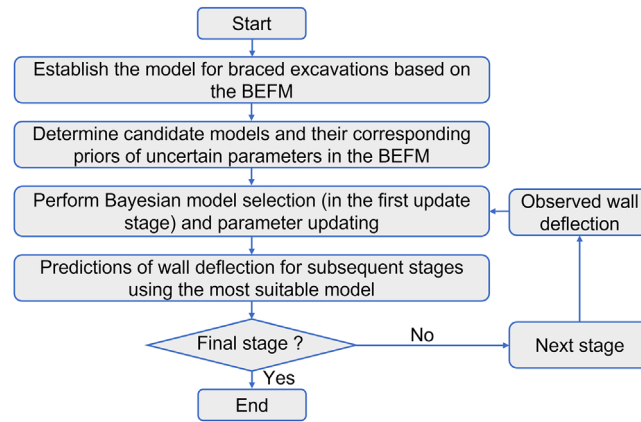 Start
Establish the model for braced excavations based on
the BEFM
Determine candidate models and their corresponding
priors of uncertain parameters in the BEFM
Perform Bayesian model selection (in the first update
stage) and parameter updating
Observed wall
deflection
Predictions of wall deflection for subsequent stages
using the most suitable model
Final stage ?
No
Next stage
Yes
End